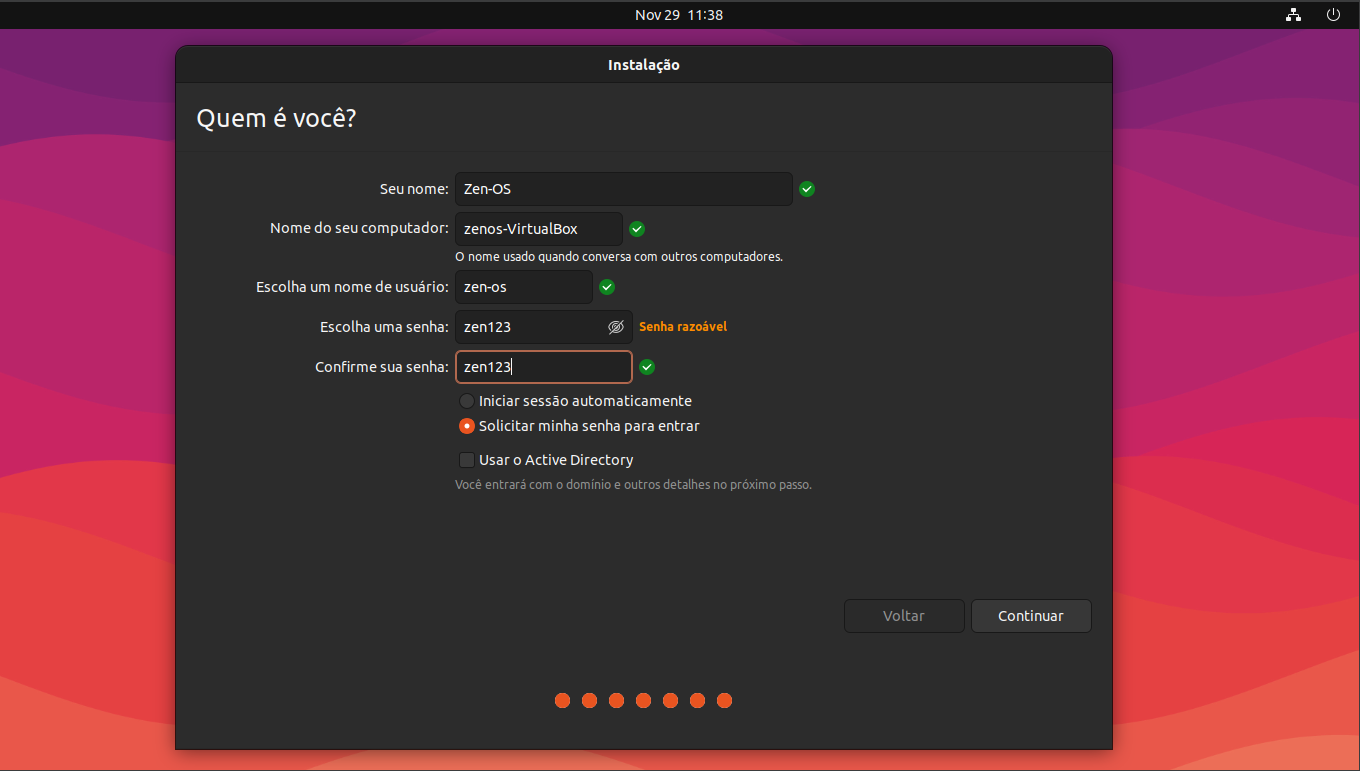 Nov 29 11:38
Instalação
Quem é você?
Seu nome: Zen-OS
Nome do seu computador: zenos-VirtualBox
O nome usado quando conversa com outros computadores.
Escolha um nome de usuário: zen-os
Escolha uma senha: zen123 Senha razoável
Confirme sua senha: zen123
Iniciar sessão automaticamente
Solicitar minha senha para entrar
Usar o Active Directory
Você entrará com o domínio e outros detalhes no próximo passo.
Voltar Continuar